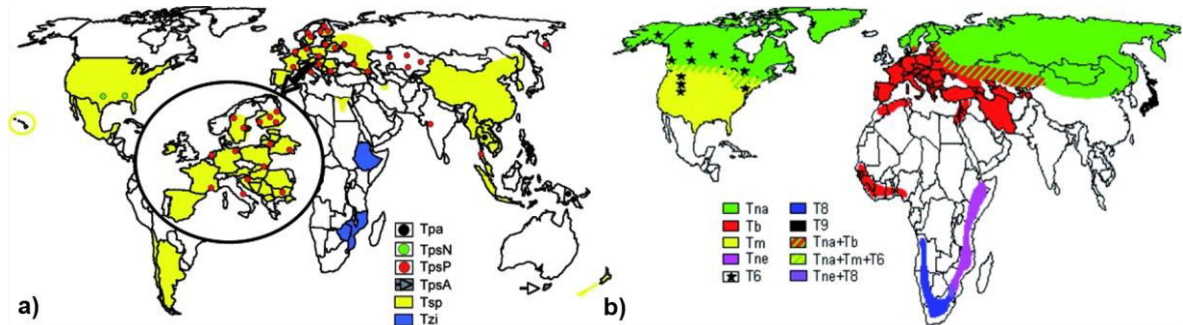 a)
Tpa
TpsN
TpsP
TpsA
Tsp
Tzi
b)
Tna
Tb
Tm
Tne
T6
T8
T9
Tna+Tb
Tna+Tm+T6
Tne+T8